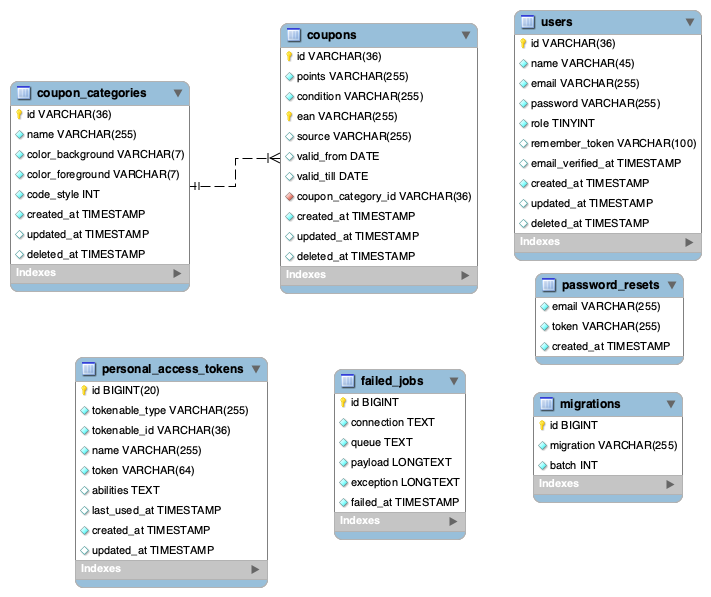 coupon_categories
id VARCHAR(36)
name VARCHAR(255)
color_background VARCHAR(7)
color_foreground VARCHAR(7)
code_style INT
created_at TIMESTAMP
updated_at TIMESTAMP
deleted_at TIMESTAMP
Indexes
coupons
id VARCHAR(36)
points VARCHAR(255)
condition VARCHAR(255)
ean VARCHAR(255)
source VARCHAR(255)
valid_from DATE
valid_till DATE
coupon_category_id VARCHAR(36)
created_at TIMESTAMP
updated_at TIMESTAMP
deleted_at TIMESTAMP
Indexes
users
id VARCHAR(36)
name VARCHAR(45)
email VARCHAR(255)
password VARCHAR(255)
role TINYINT
remember_token VARCHAR(100)
email_verified_at TIMESTAMP
created_at TIMESTAMP
updated_at TIMESTAMP
deleted_at TIMESTAMP
Indexes
password_resets
email VARCHAR(255)
token VARCHAR(255)
created_at TIMESTAMP
personal_access_tokens
id BIGINT(20)
tokenable_type VARCHAR(255)
tokenable_id VARCHAR(36)
name VARCHAR(255)
token VARCHAR(64)
abilities TEXT
last_used_at TIMESTAMP
created_at TIMESTAMP
updated_at TIMESTAMP
Indexes
failed_jobs
id BIGINT
connection TEXT
queue TEXT
payload LONGTEXT
exception LONGTEXT
failed_at TIMESTAMP
Indexes
migrations
id BIGINT
migration VARCHAR(255)
batch INT
Indexes